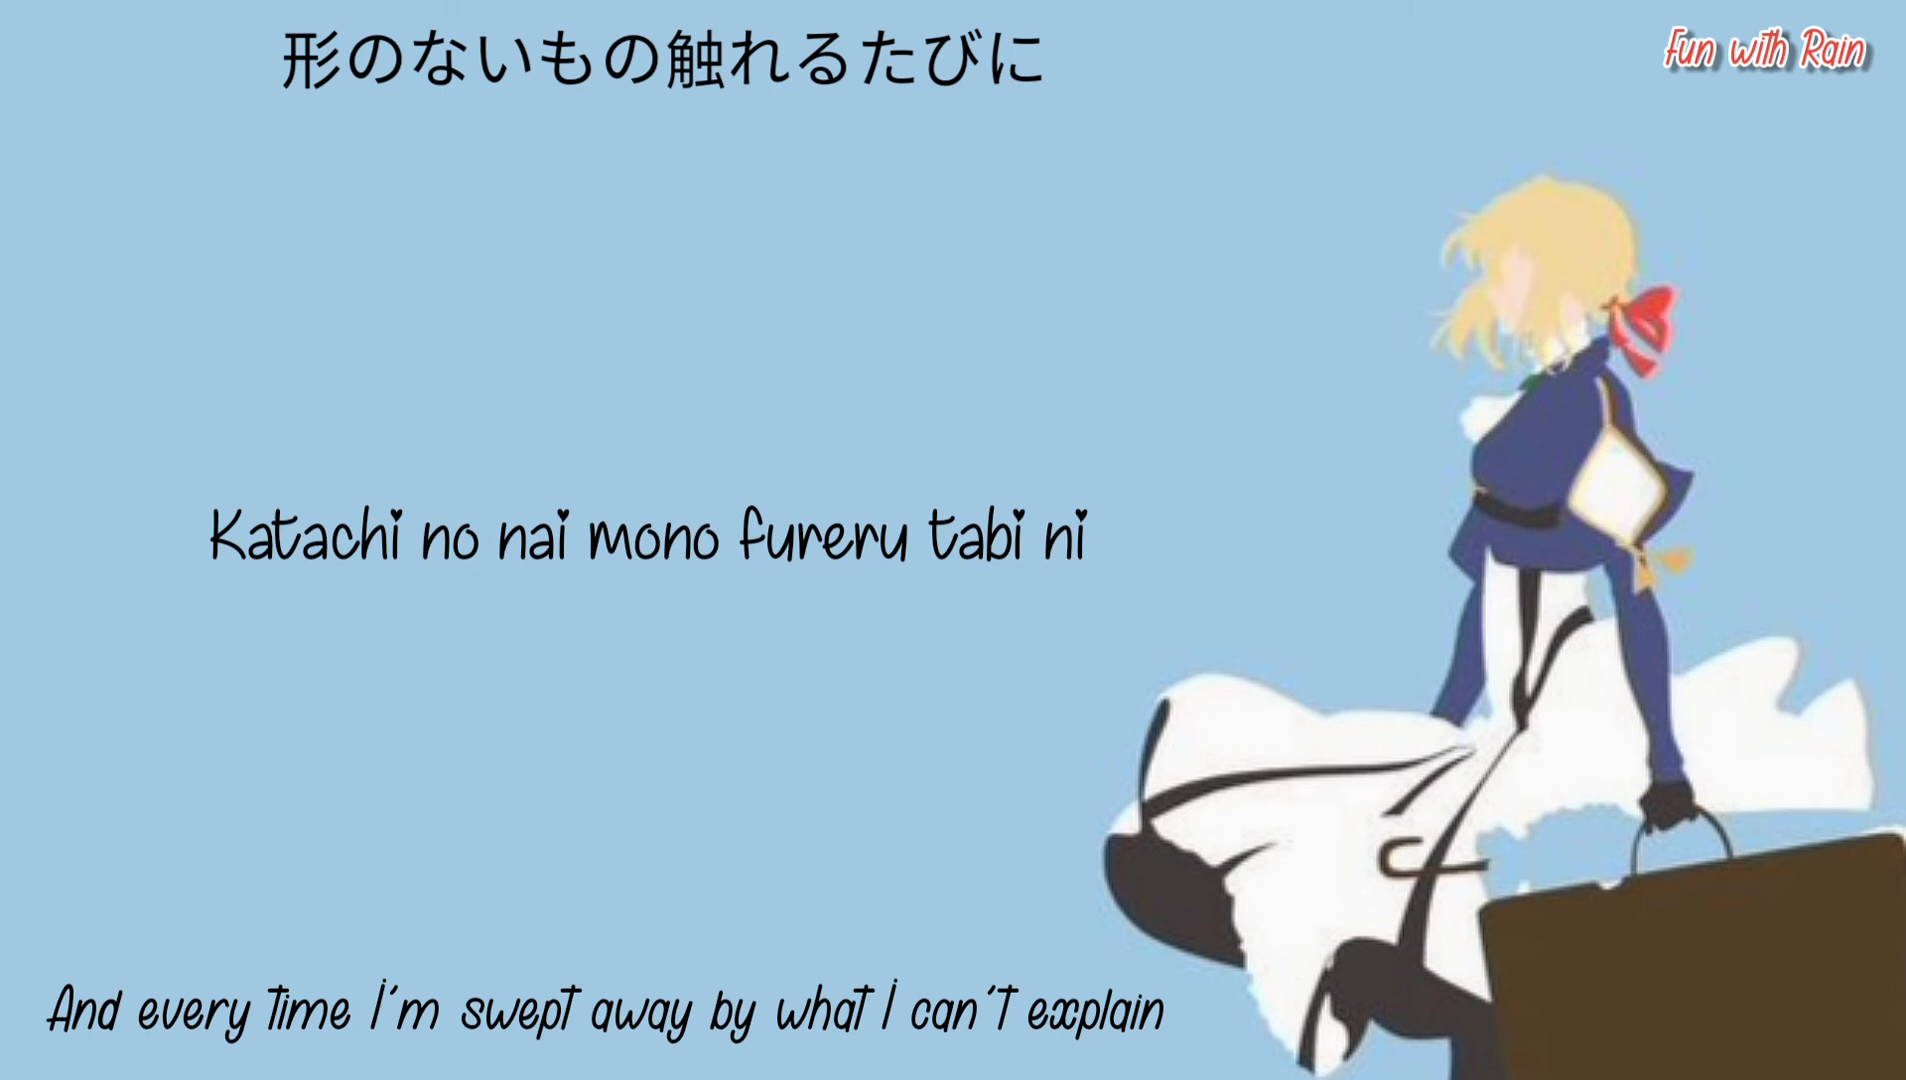 形のないもの触れるたびに
Fun with Rain
Katachi no nai mono fureru tabi ni
And every time I'm swept away by what I can't explain